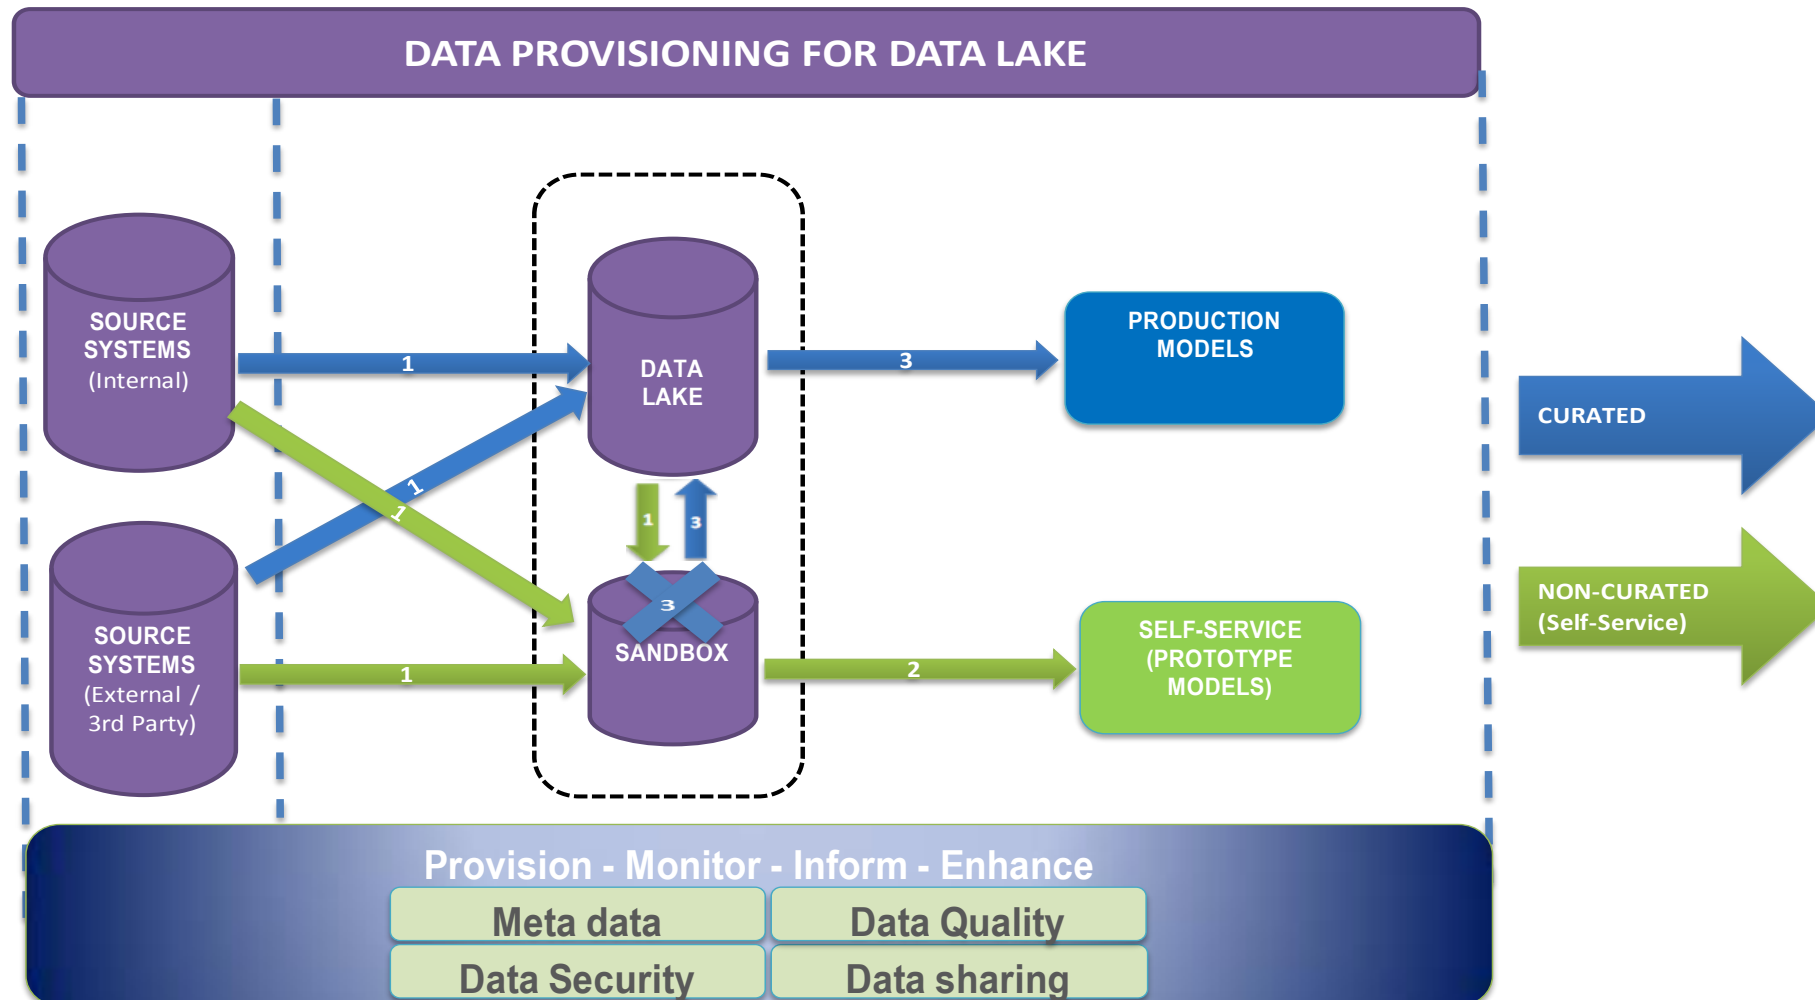 DATA PROVISIONING FOR DATA LAKE
SOURCE
SYSTEMS
(Internal)
1
DATA
LAKE
3
PRODUCTION
MODELS
CURATED
1
1
1
3
3
SOURCE
SYSTEMS
(External /
3rd Party)
1
SANDBOX
2
SELF-SERVICE
(PROTOTYPE
MODELS)
NON-CURATED
(Self-Service)
Provision - Monitor - Inform - Enhance
Meta data
Data Quality
Data Security
Data sharing